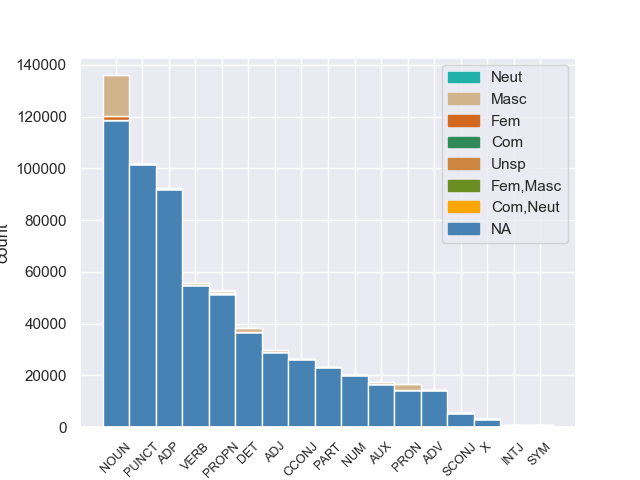 140000
120000
100000
80000
60000
40000
20000
0
count
Neut
Masc
Fem
Com
Unsp
Fem,Masc
Com,Neut
NA
NOUN
PUNCT
ADP
VERB
PROPN
DET
ADJ
CCONJ
PART
NUM
AUX
PRON
ADV
SCONJ
X
INTJ
SYM